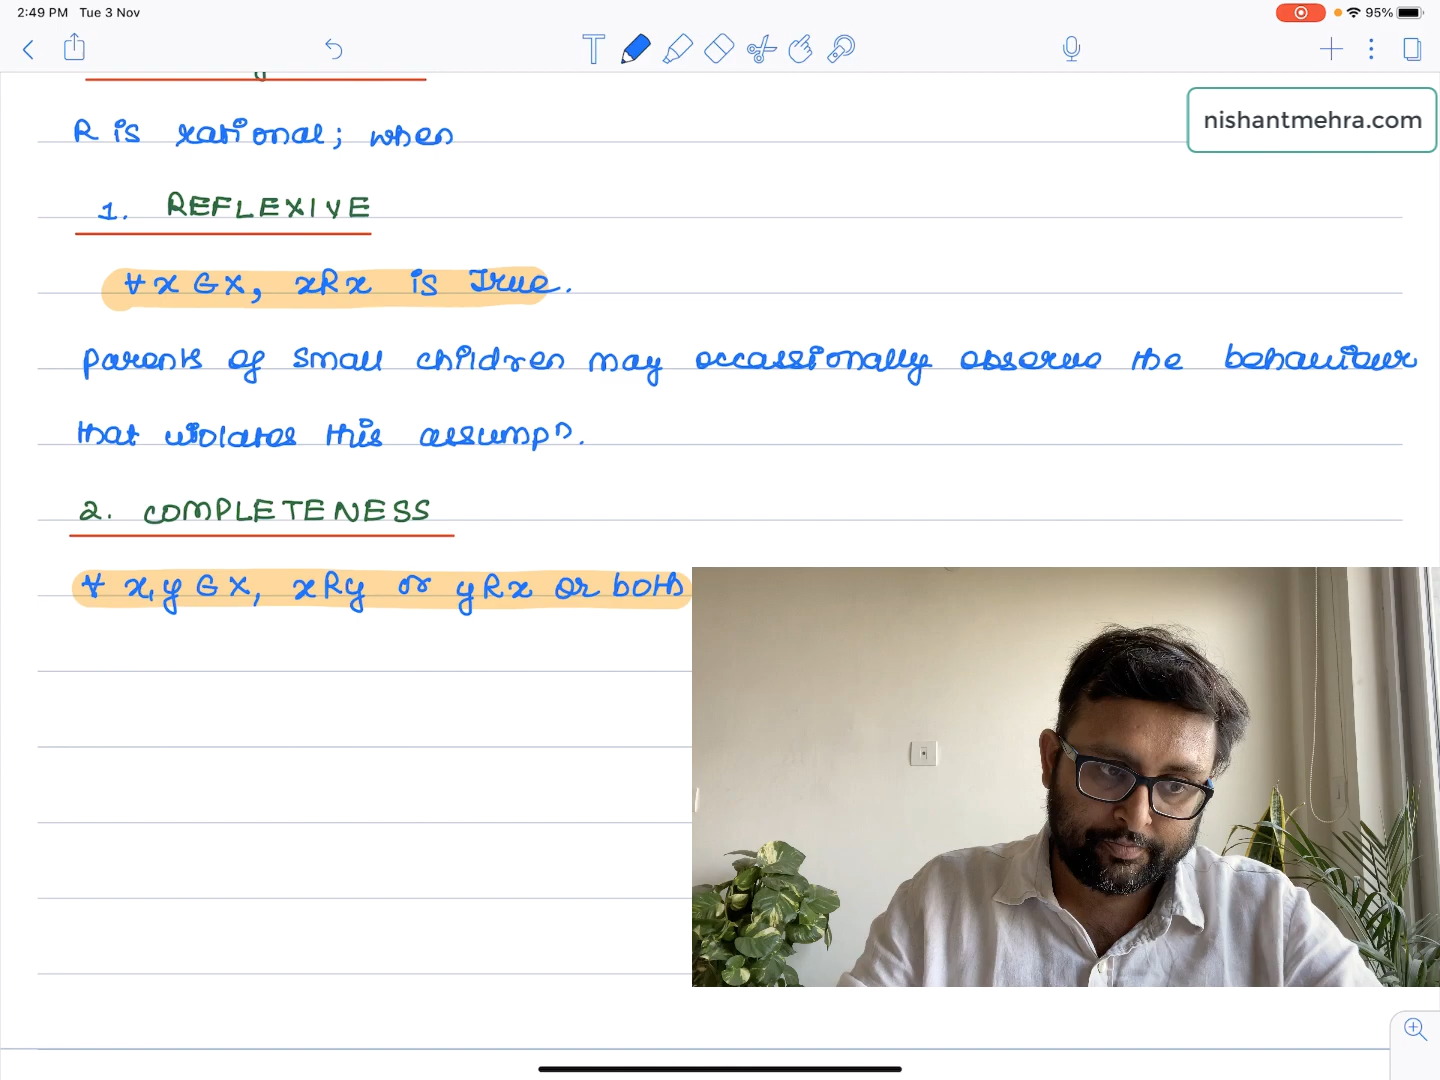 2:49 PM Tue 3 Nov
95%
nishantmehra.com
R is rational; when
1. REFLEXIVE
∀ x ∈ X, xRx is True.
Parents of small children may occassionally observe the behaviour
that violates this assumpⁿ.
2. COMPLETENESS
∀ x,y ∈ X, xRy or yRx or both